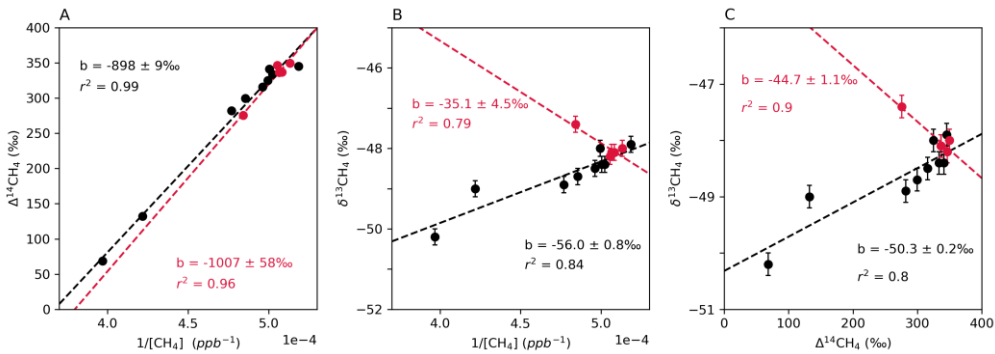 A
400
350
300
250
200
150
100
50
0
Δ¹⁴CH₄ (‰)
b = -898 ± 9‰
r² = 0.99
b = -1007 ± 58‰
r² = 0.96
4.0
4.5
5.0
1/[CH₄] (ppb⁻¹)
1e−4
B
−46
−48
−50
−52
δ¹³CH₄ (‰)
b = -35.1 ± 4.5‰
r² = 0.79
b = -56.0 ± 0.8‰
r² = 0.84
4.0
4.5
5.0
1/[CH₄] (ppb⁻¹)
1e−4
C
−47
−49
−51
δ¹³CH₄ (‰)
b = -44.7 ± 1.1‰
r² = 0.9
b = -50.3 ± 0.2‰
r² = 0.8
0
100
200
300
400
Δ¹⁴CH₄ (‰)